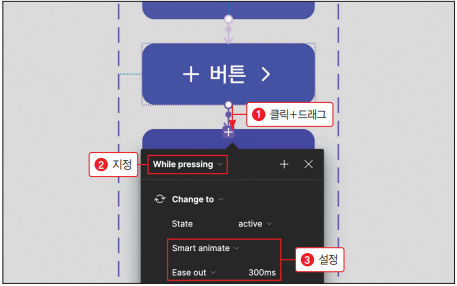 + 버튼 >
1 클릭+드래그
+
2 지정
While pressing
+ ×
Change to
State active
Smart animate
3 설정
Ease out 300ms